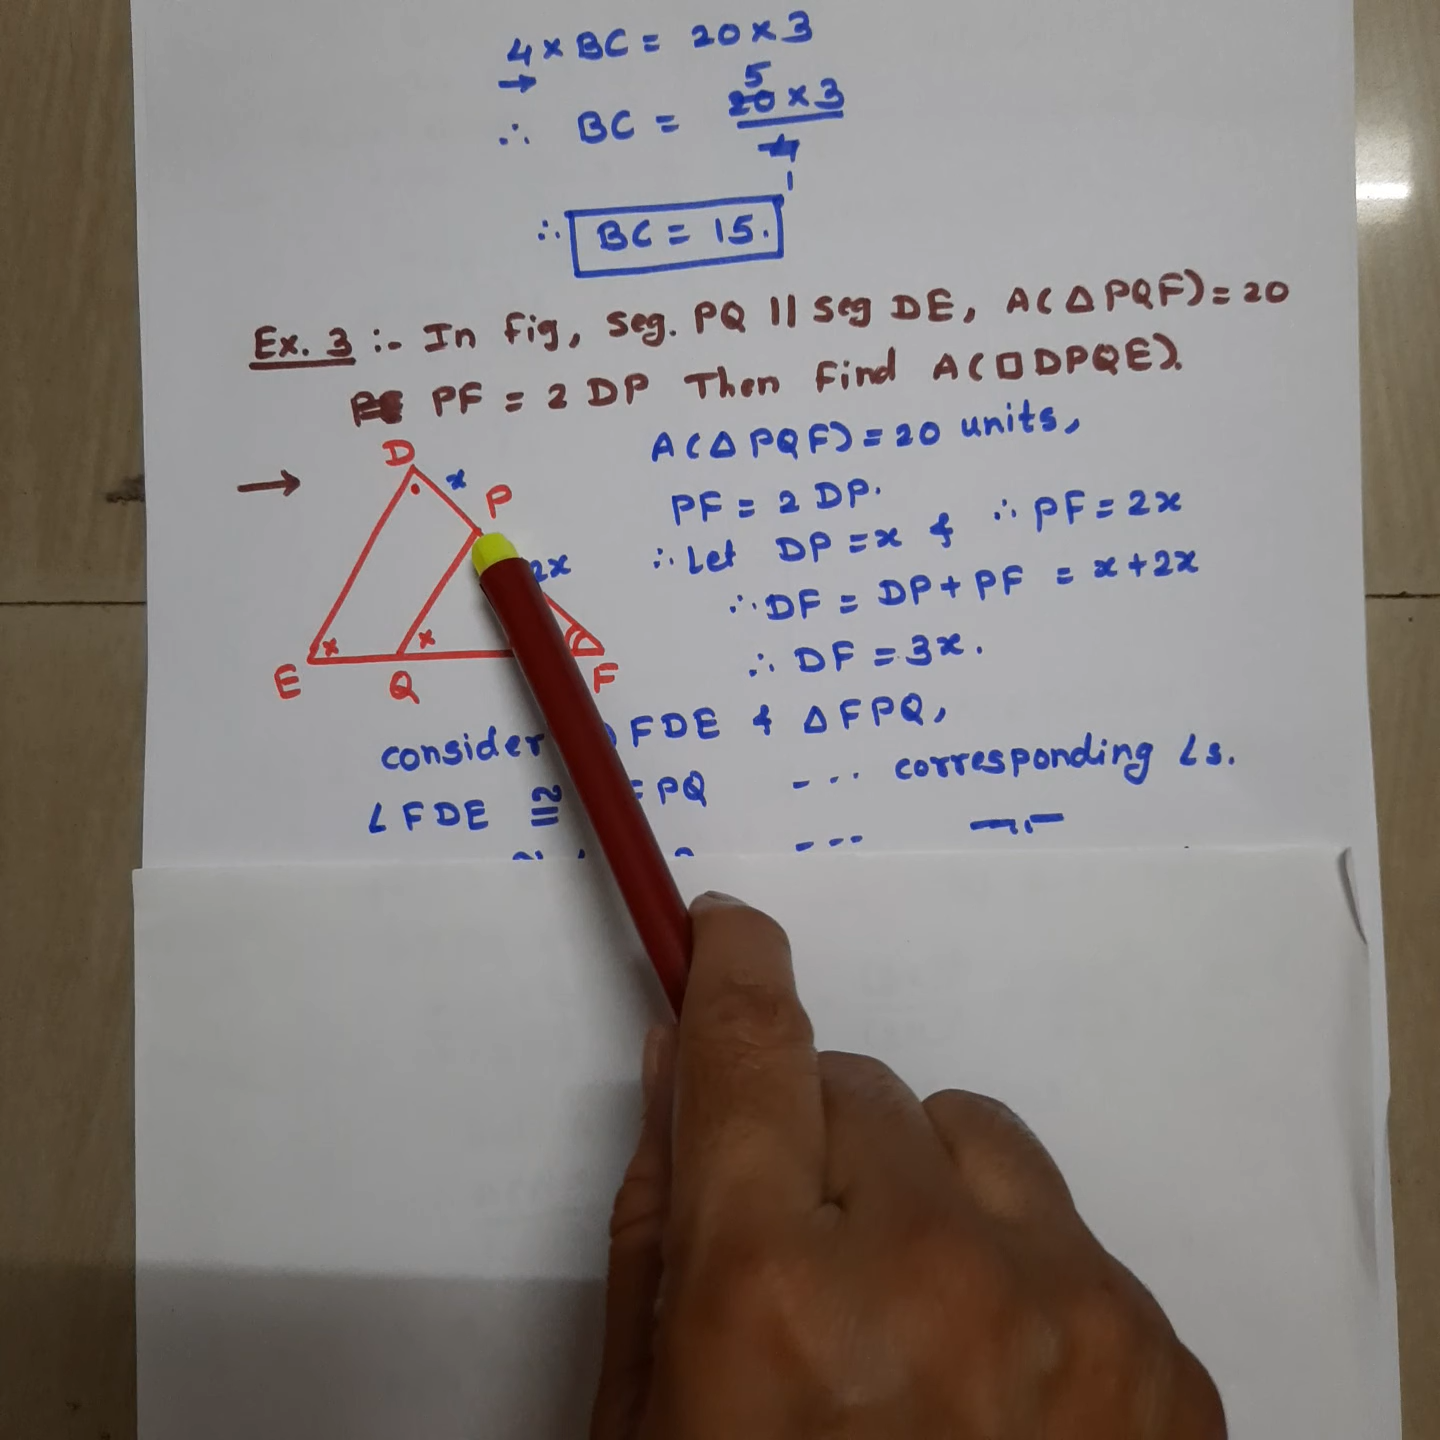 4 × BC = 20 × 3
→
5
∴ BC = 20 × 3
4
1
∴ BC = 15.
Ex. 3 :- In fig, seg. PQ || seg DE, A(△PQF) = 20
PF = 2 DP Then Find A(□DPQE).
A(△PQF) = 20 units,
D
x
P
→
PF = 2 DP.
∴ Let DP = x & ∴ PF = 2x
2x
∴ DF = DP + PF = x + 2x
x x
∴ DF = 3x.
E Q F
consider FDE & △FPQ,
∠FDE ≅ PQ --- corresponding ∠s.
---